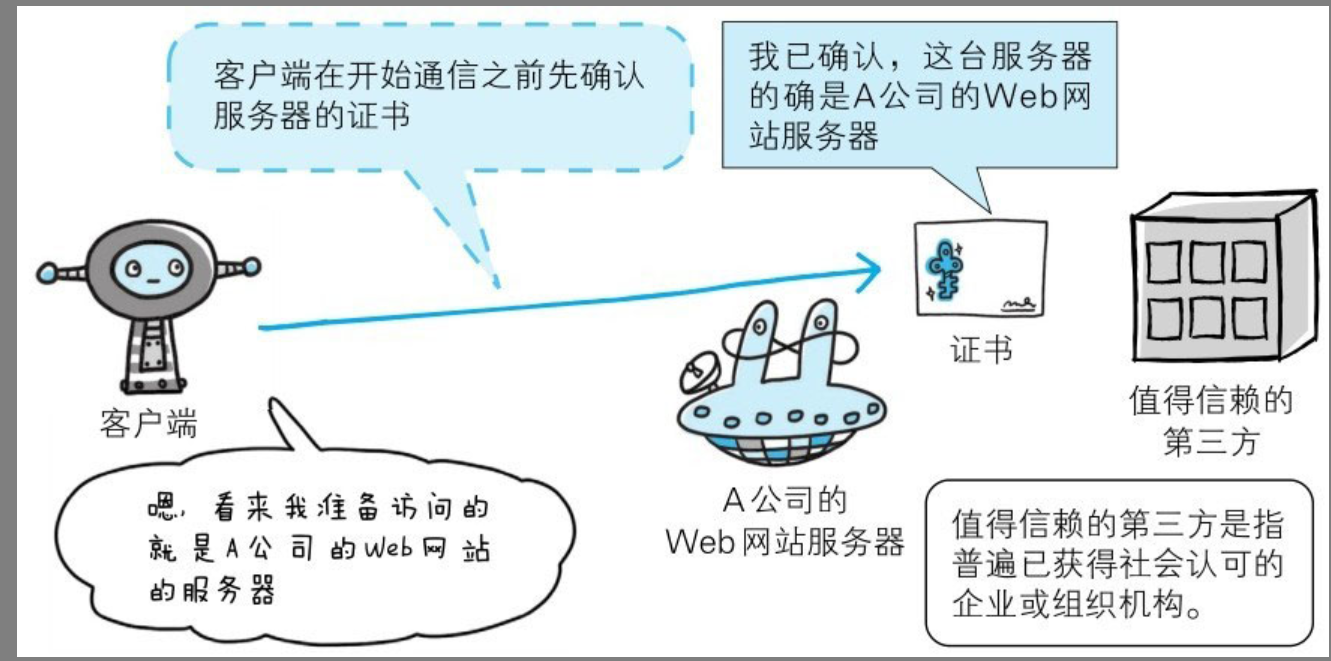 客户端在开始通信之前先确认
服务器的证书
我已确认，这台服务器
的确是A公司的Web网
站服务器
证书
客户端
值得信赖的
第三方
嗯，看来我准备访问的
就是A公司的Web网站
的服务器
A公司的
Web网站服务器
值得信赖的第三方是指
普遍已获得社会认可的
企业或组织机构。